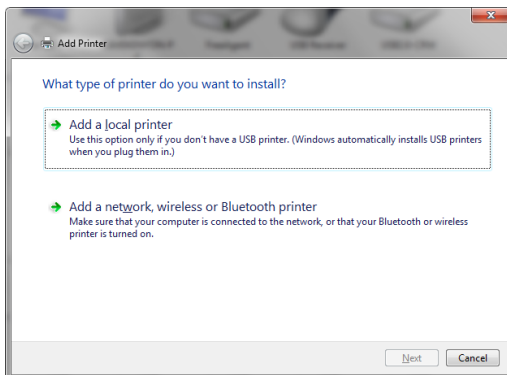 Add Printer
What type of printer do you want to install?
Add a local printer
Use this option only if you don't have a USB printer. (Windows automatically installs USB printers
when you plug them in.)
Add a network, wireless or Bluetooth printer
Make sure that your computer is connected to the network, or that your Bluetooth or wireless
printer is turned on.
Next
Cancel